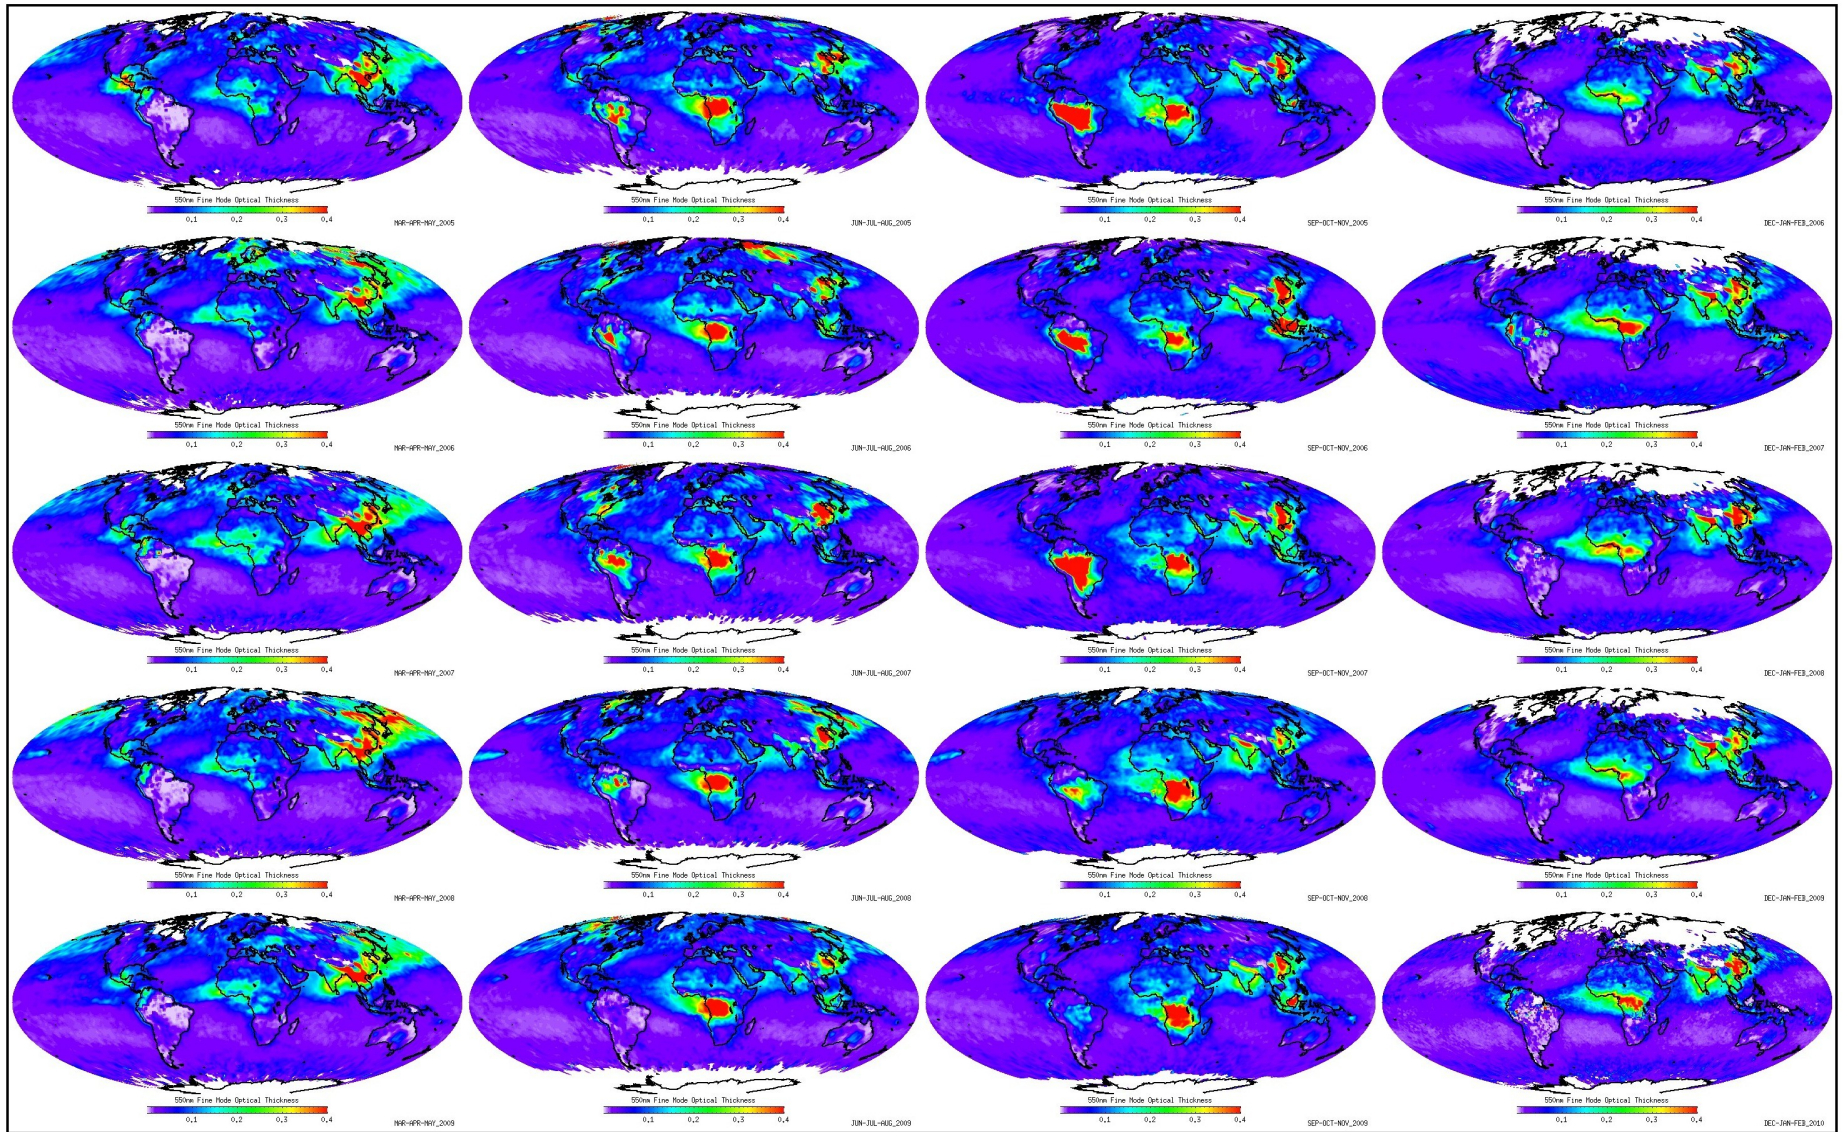 550nm Fine Mode Optical Thickness
0.1 0.2 0.3 0.4
MAR-APR-MAY_2005
550nm Fine Mode Optical Thickness
0.1 0.2 0.3 0.4
JUN-JUL-AUG_2005
550nm Fine Mode Optical Thickness
0.1 0.2 0.3 0.4
SEP-OCT-NOV_2005
550nm Fine Mode Optical Thickness
0.1 0.2 0.3 0.4
DEC-JAN-FEB_2006
550nm Fine Mode Optical Thickness
0.1 0.2 0.3 0.4
MAR-APR-MAY_2006
550nm Fine Mode Optical Thickness
0.1 0.2 0.3 0.4
JUN-JUL-AUG_2006
550nm Fine Mode Optical Thickness
0.1 0.2 0.3 0.4
SEP-OCT-NOV_2006
550nm Fine Mode Optical Thickness
0.1 0.2 0.3 0.4
DEC-JAN-FEB_2007
550nm Fine Mode Optical Thickness
0.1 0.2 0.3 0.4
MAR-APR-MAY_2007
550nm Fine Mode Optical Thickness
0.1 0.2 0.3 0.4
JUN-JUL-AUG_2007
550nm Fine Mode Optical Thickness
0.1 0.2 0.3 0.4
SEP-OCT-NOV_2007
550nm Fine Mode Optical Thickness
0.1 0.2 0.3 0.4
DEC-JAN-FEB_2008
550nm Fine Mode Optical Thickness
0.1 0.2 0.3 0.4
MAR-APR-MAY_2008
550nm Fine Mode Optical Thickness
0.1 0.2 0.3 0.4
JUN-JUL-AUG_2008
550nm Fine Mode Optical Thickness
0.1 0.2 0.3 0.4
SEP-OCT-NOV_2008
550nm Fine Mode Optical Thickness
0.1 0.2 0.3 0.4
DEC-JAN-FEB_2009
550nm Fine Mode Optical Thickness
0.1 0.2 0.3 0.4
MAR-APR-MAY_2009
550nm Fine Mode Optical Thickness
0.1 0.2 0.3 0.4
JUN-JUL-AUG_2009
550nm Fine Mode Optical Thickness
0.1 0.2 0.3 0.4
SEP-OCT-NOV_2009
550nm Fine Mode Optical Thickness
0.1 0.2 0.3 0.4
DEC-JAN-FEB_2010